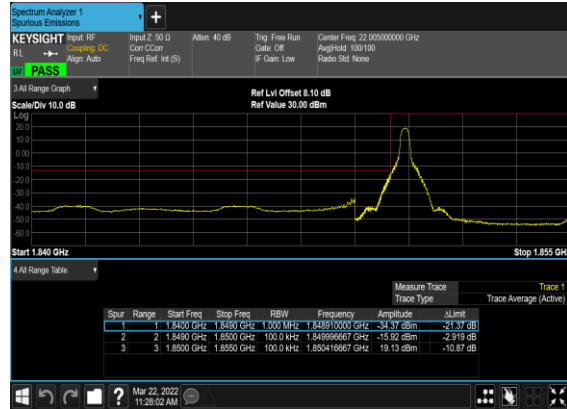 Spectrum Analyzer 1
Spurious Emissions
KEYSIGHT Input: RF Input Z: 50 Ω Atten: 40 dB Trig: Free Run Center Freq: 22.005000000 GHz
RL Coupling: DC Corr CCorr Gate: Off Avg|Hold: 100/100
Align: Auto Freq Ref: Int (S) IF Gain: Low Radio Std: None
PASS
3 All Range Graph
Ref Lvl Offset 8.10 dB
Scale/Div 10.0 dB Ref Value 30.00 dBm
Log
20.0
10.0
0.00
-10.0
-20.0
-30.0
-40.0
-50.0
-60.0
Start 1.840 GHz Stop 1.855 GH
4 All Range Table
Measure Trace Trace 1
Trace Type Trace Average (Active)
Spur Range Start Freq Stop Freq RBW Frequency Amplitude ΔLimit
1 1 1.8400 GHz 1.8490 GHz 1.000 MHz 1.848910000 GHz -34.37 dBm -21.37 dB
2 2 1.8490 GHz 1.8500 GHz 100.0 kHz 1.849996667 GHz -15.92 dBm -2.919 dB
3 3 1.8500 GHz 1.8550 GHz 100.0 kHz 1.850416667 GHz 19.13 dBm -10.87 dB
? Mar 22, 2022
11:28:02 AM